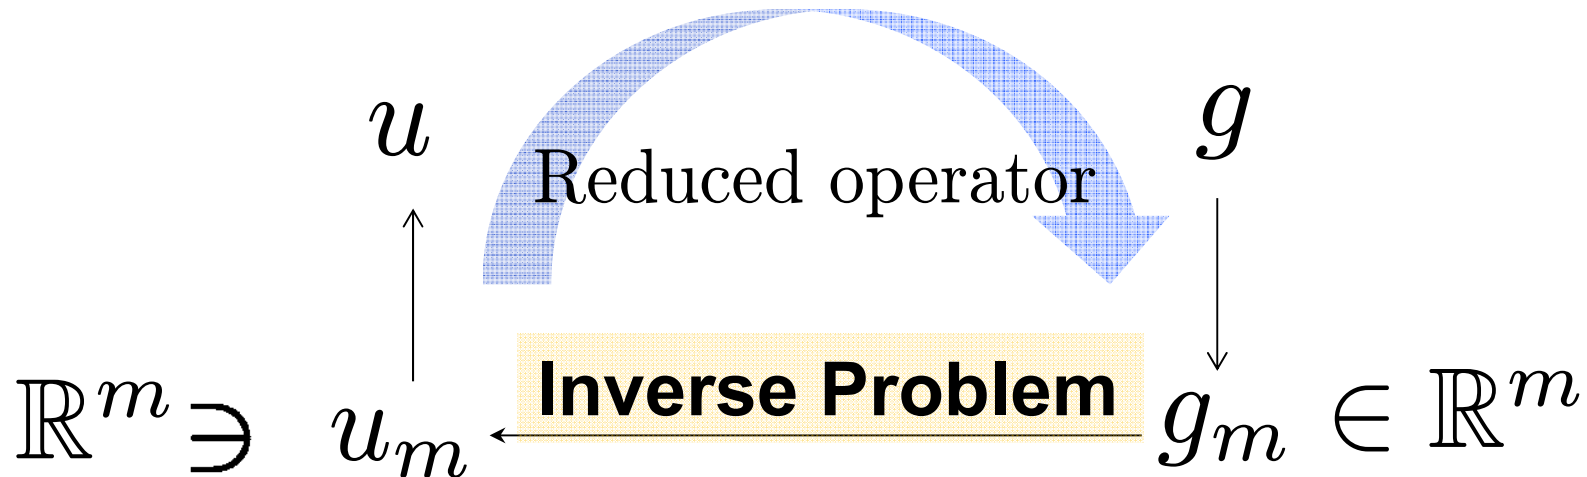 u g
Reduced operator
Inverse Problem
ℝ^m ∋ u_m g_m ∈ ℝ^m